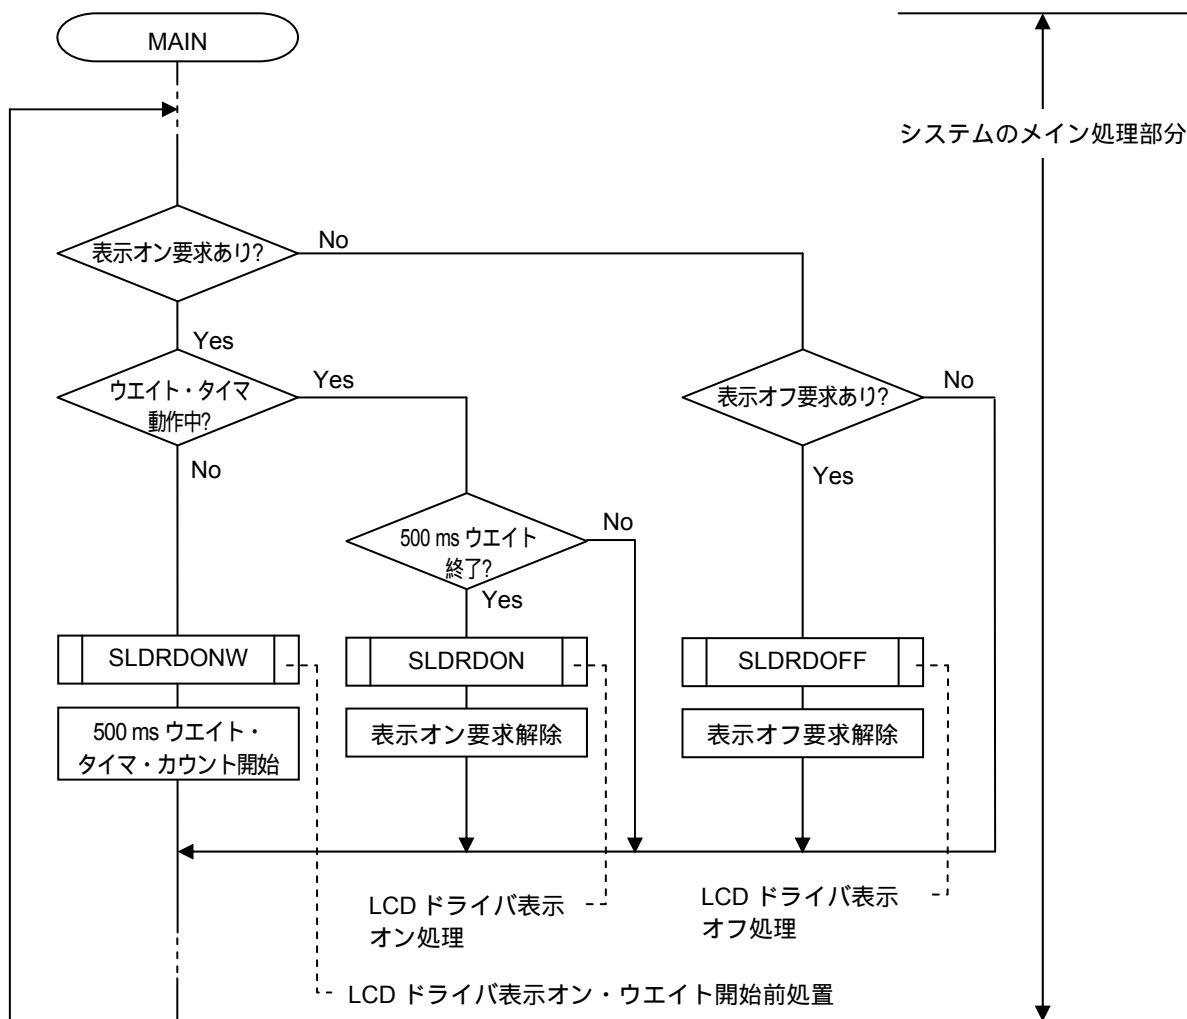 MAIN
システムのメイン処理部分
表示オン要求あり?
No
Yes
ウエイト・タイマ
動作中?
Yes
表示オフ要求あり?
No
No
Yes
500 ms ウエイト
終了?
No
Yes
SLDRDONW
SLDRDON
SLDRDOFF
500 ms ウエイト・
タイマ・カウント開始
表示オン要求解除
表示オフ要求解除
LCD ドライバ表示
オン処理
LCD ドライバ表示
オフ処理
LCD ドライバ表示オン・ウエイト開始前処置